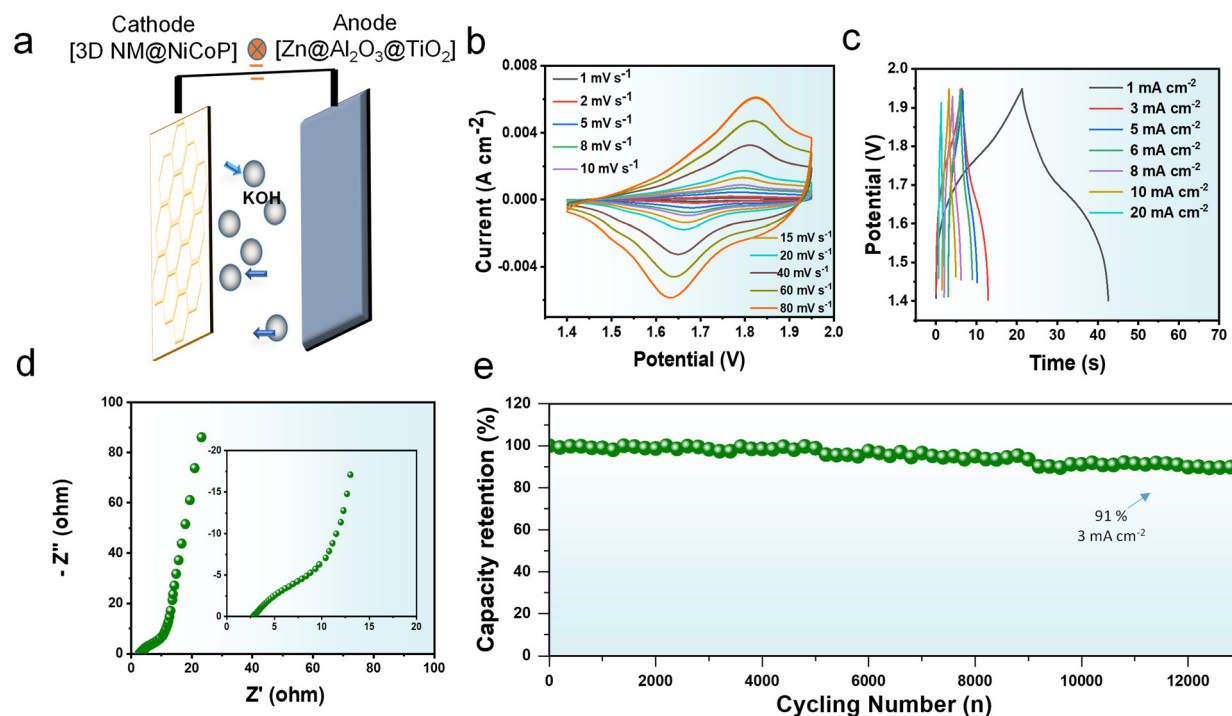 a
Cathode
[3D NM@NiCoP]
Anode
[Zn@Al₂O₃@TiO₂]
KOH
b
Current (A cm⁻²)
0.008
0.004
0.000
-0.004
1 mV s⁻¹
2 mV s⁻¹
5 mV s⁻¹
8 mV s⁻¹
10 mV s⁻¹
15 mV s⁻¹
20 mV s⁻¹
40 mV s⁻¹
60 mV s⁻¹
80 mV s⁻¹
1.4 1.5 1.6 1.7 1.8 1.9 2.0
Potential (V)
c
Potential (V)
2.0
1.9
1.8
1.7
1.6
1.5
1.4
1 mA cm⁻²
3 mA cm⁻²
5 mA cm⁻²
6 mA cm⁻²
8 mA cm⁻²
10 mA cm⁻²
20 mA cm⁻²
0 10 20 30 40 50 60 70
Time (s)
d
- Z" (ohm)
100
80
60
40
20
0
-20
-15
-10
-5
0
0 5 10 15 20
0 20 40 60 80 100
Z' (ohm)
e
Capacity retention (%)
120
100
80
60
40
20
0
91 %
3 mA cm⁻²
0 2000 4000 6000 8000 10000 12000
Cycling Number (n)